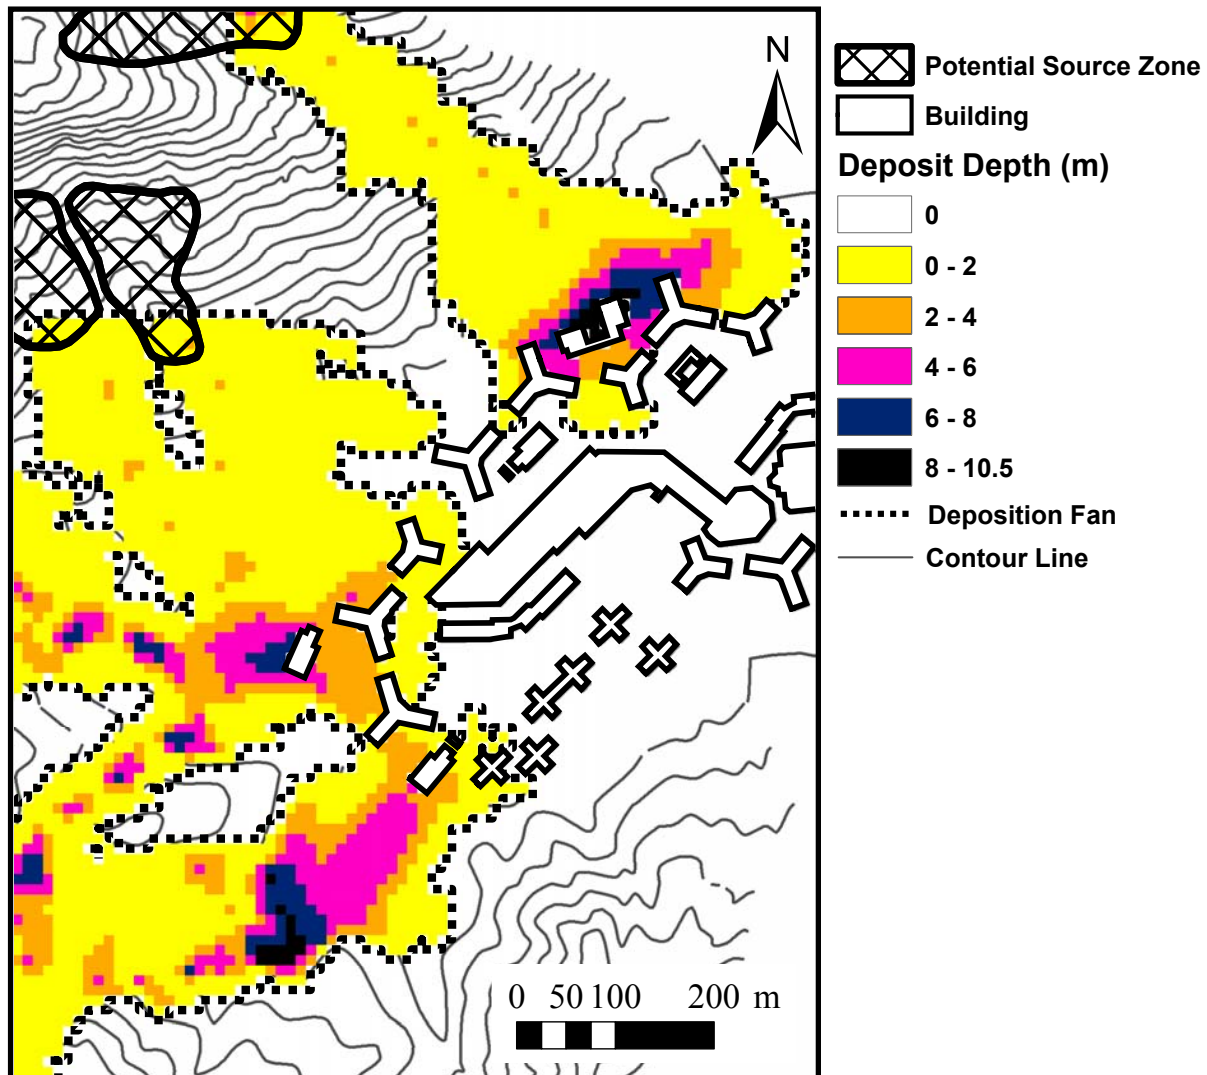 N
Potential Source Zone
Building
Deposit Depth (m)
0
0 - 2
2 - 4
4 - 6
6 - 8
8 - 10.5
Deposition Fan
Contour Line
0 50 100 200 m